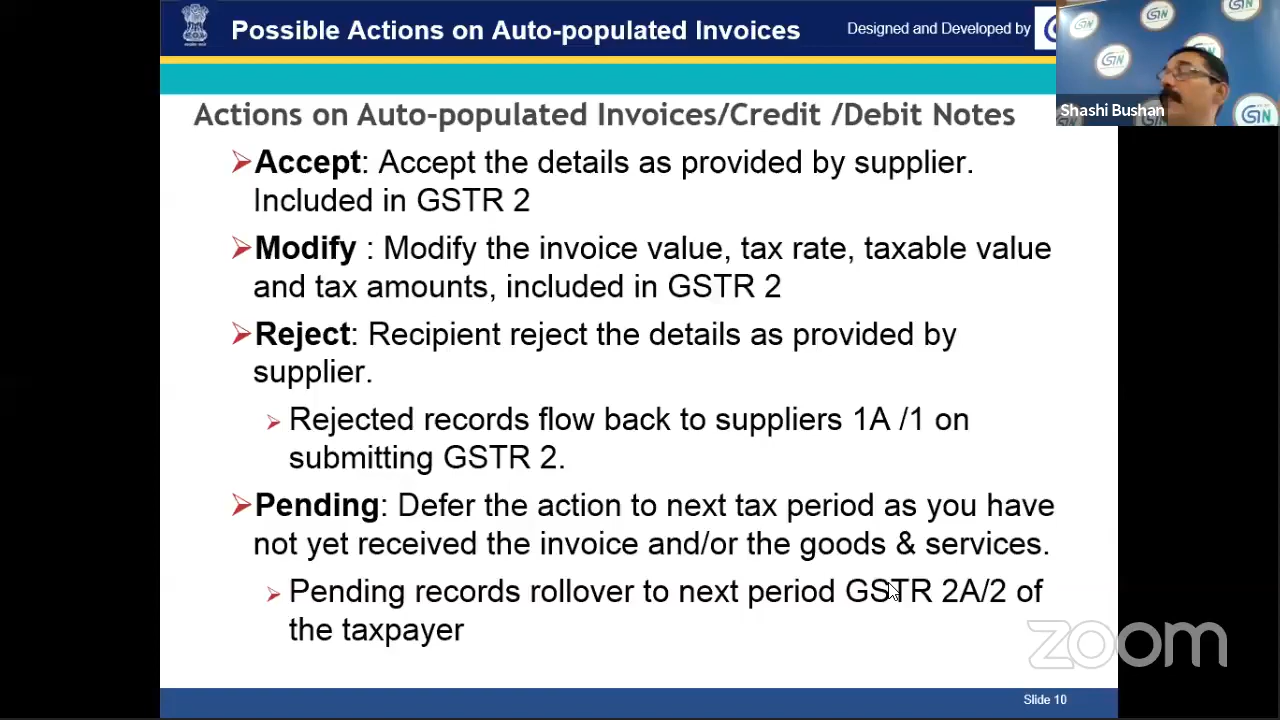 Possible Actions on Auto-populated Invoices
Designed and Developed by
Shashi Bushan
Actions on Auto-populated Invoices/Credit /Debit Notes
Accept: Accept the details as provided by supplier.
Included in GSTR 2
Modify : Modify the invoice value, tax rate, taxable value
and tax amounts, included in GSTR 2
Reject: Recipient reject the details as provided by
supplier.
Rejected records flow back to suppliers 1A /1 on
submitting GSTR 2.
Pending: Defer the action to next tax period as you have
not yet received the invoice and/or the goods & services.
Pending records rollover to next period GSTR 2A/2 of
the taxpayer
zoom
Slide 10